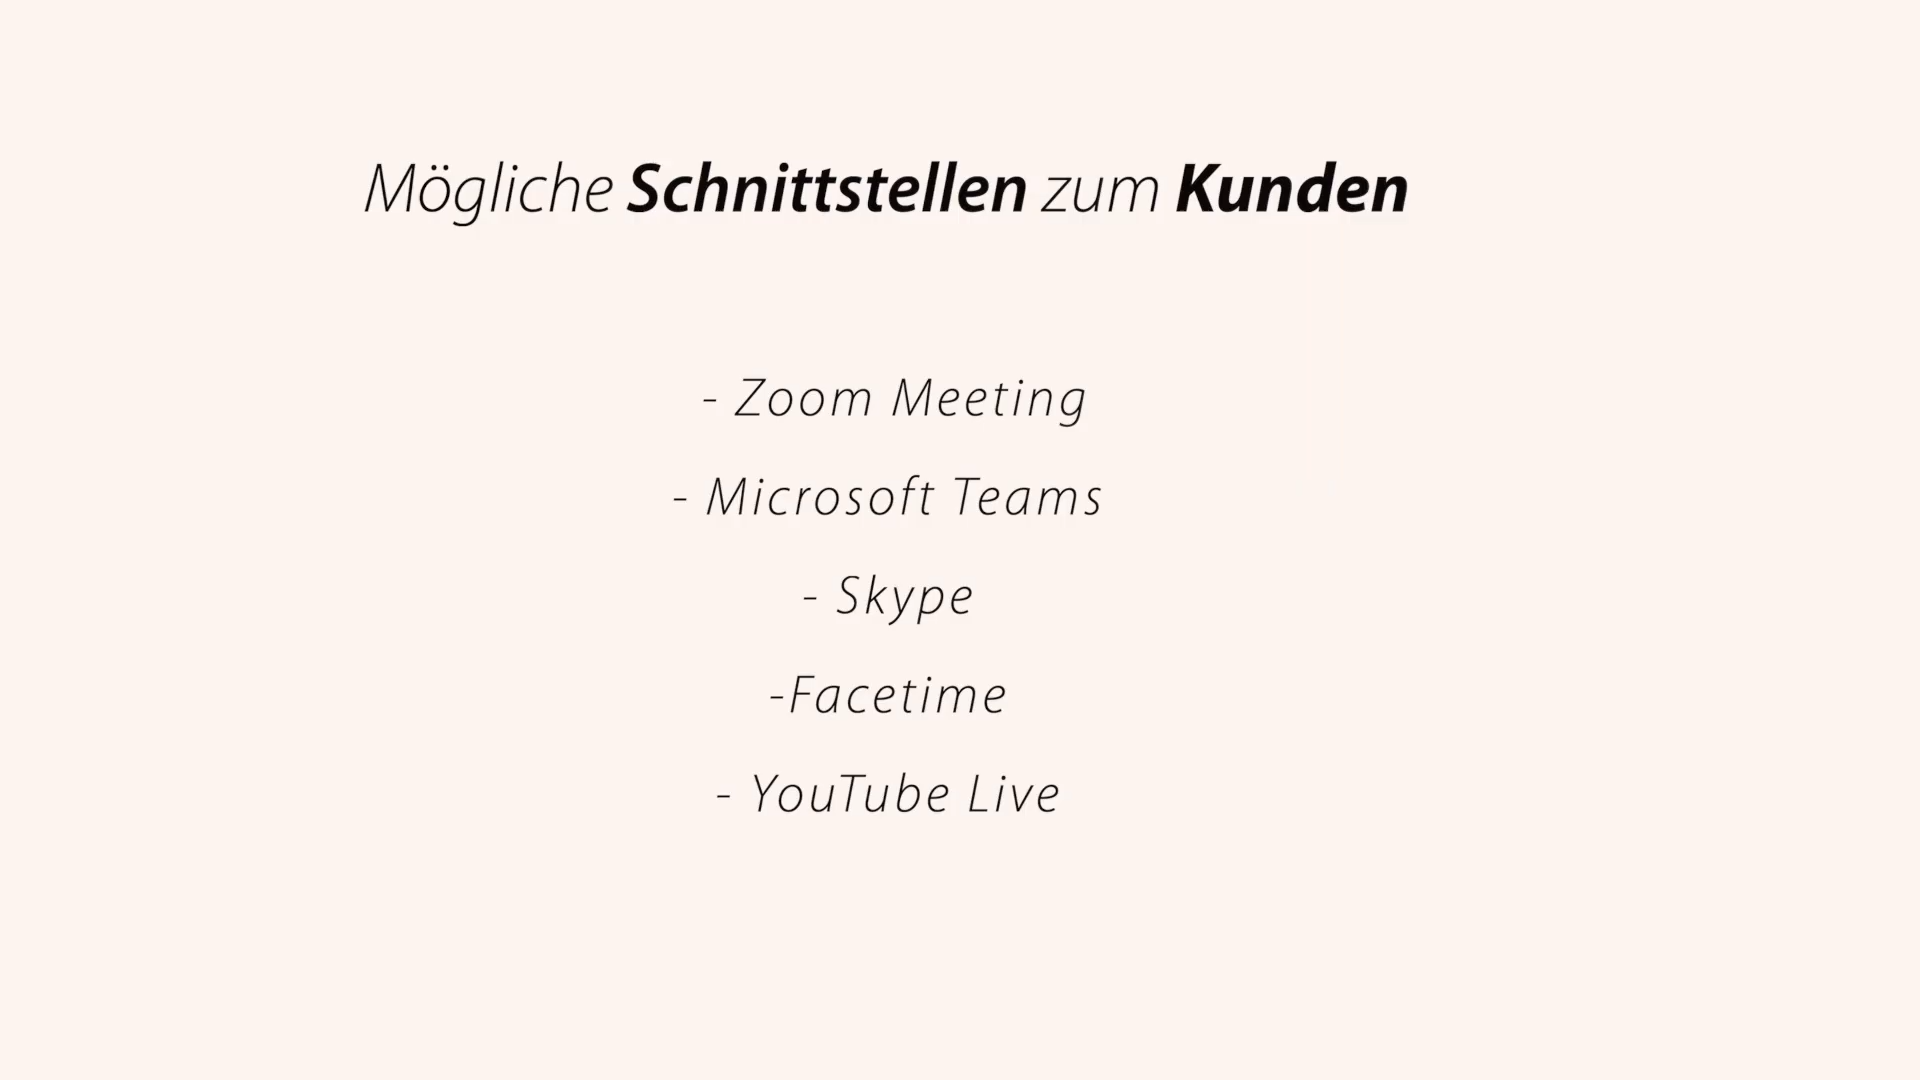 Mögliche Schnittstellen zum Kunden
- Zoom Meeting
- Microsoft Teams
- Skype
-Facetime
- YouTube Live